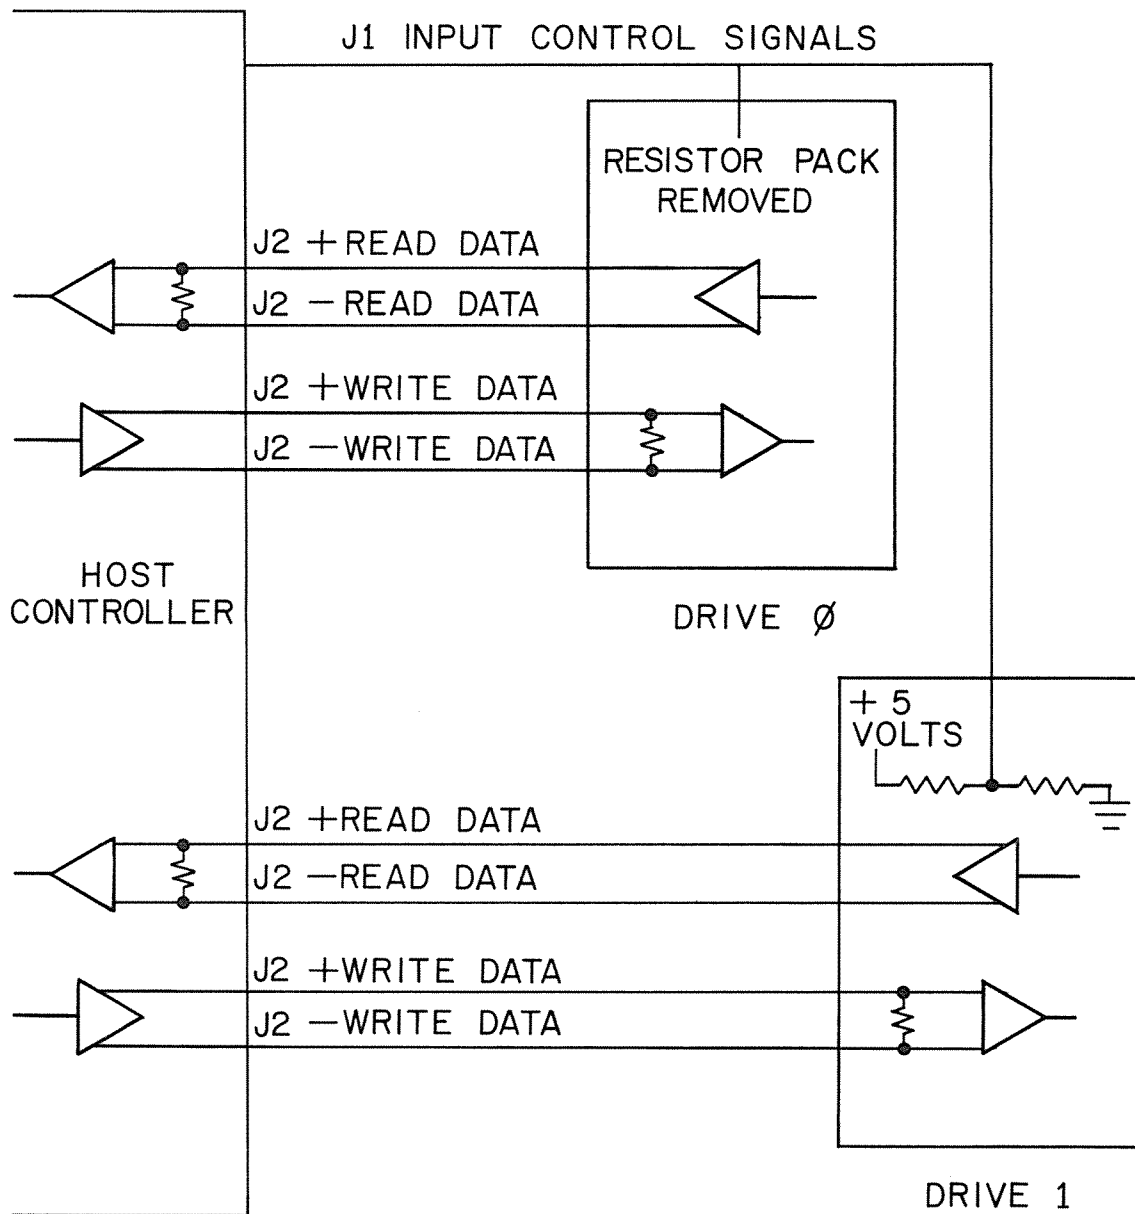 J1 INPUT CONTROL SIGNALS
RESISTOR PACK
REMOVED
J2 +READ DATA
J2 −READ DATA
J2 +WRITE DATA
J2 −WRITE DATA
HOST
CONTROLLER
DRIVE Ø
+ 5
VOLTS
J2 +READ DATA
J2 −READ DATA
J2 +WRITE DATA
J2 −WRITE DATA
DRIVE 1